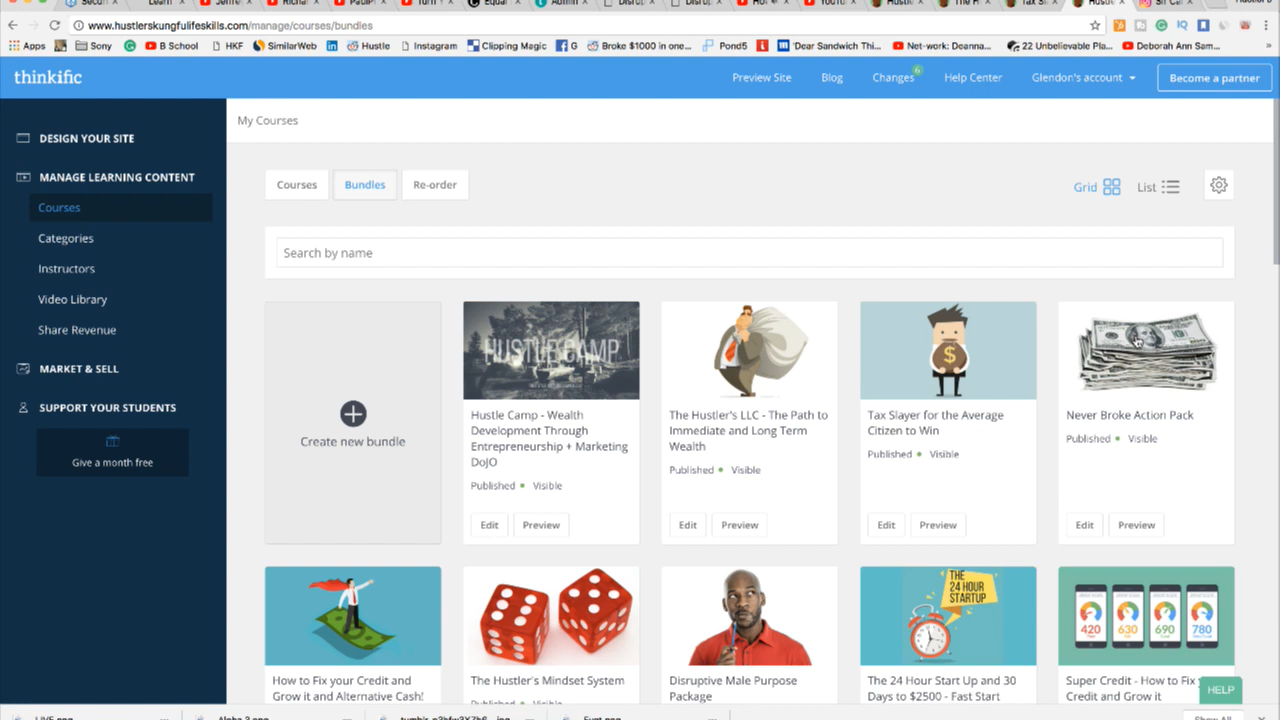 www.hustlerskungfulifeskills.com/manage/courses/bundles
Apps Sony B School HKF SimilarWeb Hustle Instagram Clipping Magic G Broke $1000 in one... Pond5 'Dear Sandwich Thi... Net-work: Deanna... 22 Unbelievable Pla... Deborah Ann Sam... »
thinkific
Preview Site Blog Changes 6 Help Center Glendon's account Become a partner
DESIGN YOUR SITE
MANAGE LEARNING CONTENT
Courses
Categories
Instructors
Video Library
Share Revenue
MARKET & SELL
SUPPORT YOUR STUDENTS
Give a month free
My Courses
Courses Bundles Re-order Grid List
Search by name
Create new bundle
HUSTLE CAMP
Hustle Camp - Wealth
Development Through
Entrepreneurship + Marketing
DoJO
Published Visible
Edit Preview
The Hustler's LLC - The Path to
Immediate and Long Term
Wealth
Published Visible
Edit Preview
$
Tax Slayer for the Average
Citizen to Win
Published Visible
Edit Preview
Never Broke Action Pack
Published Visible
Edit Preview
How to Fix your Credit and
Grow it and Alternative Cash!
The Hustler's Mindset System
Published Visible
Disruptive Male Purpose
Package
THE
24 HOUR
STARTUP
The 24 Hour Start Up and 30
Days to $2500 - Fast Start
420 630 690 780
Super Credit - How to Fix y
Credit and Grow it
HELP
Show All